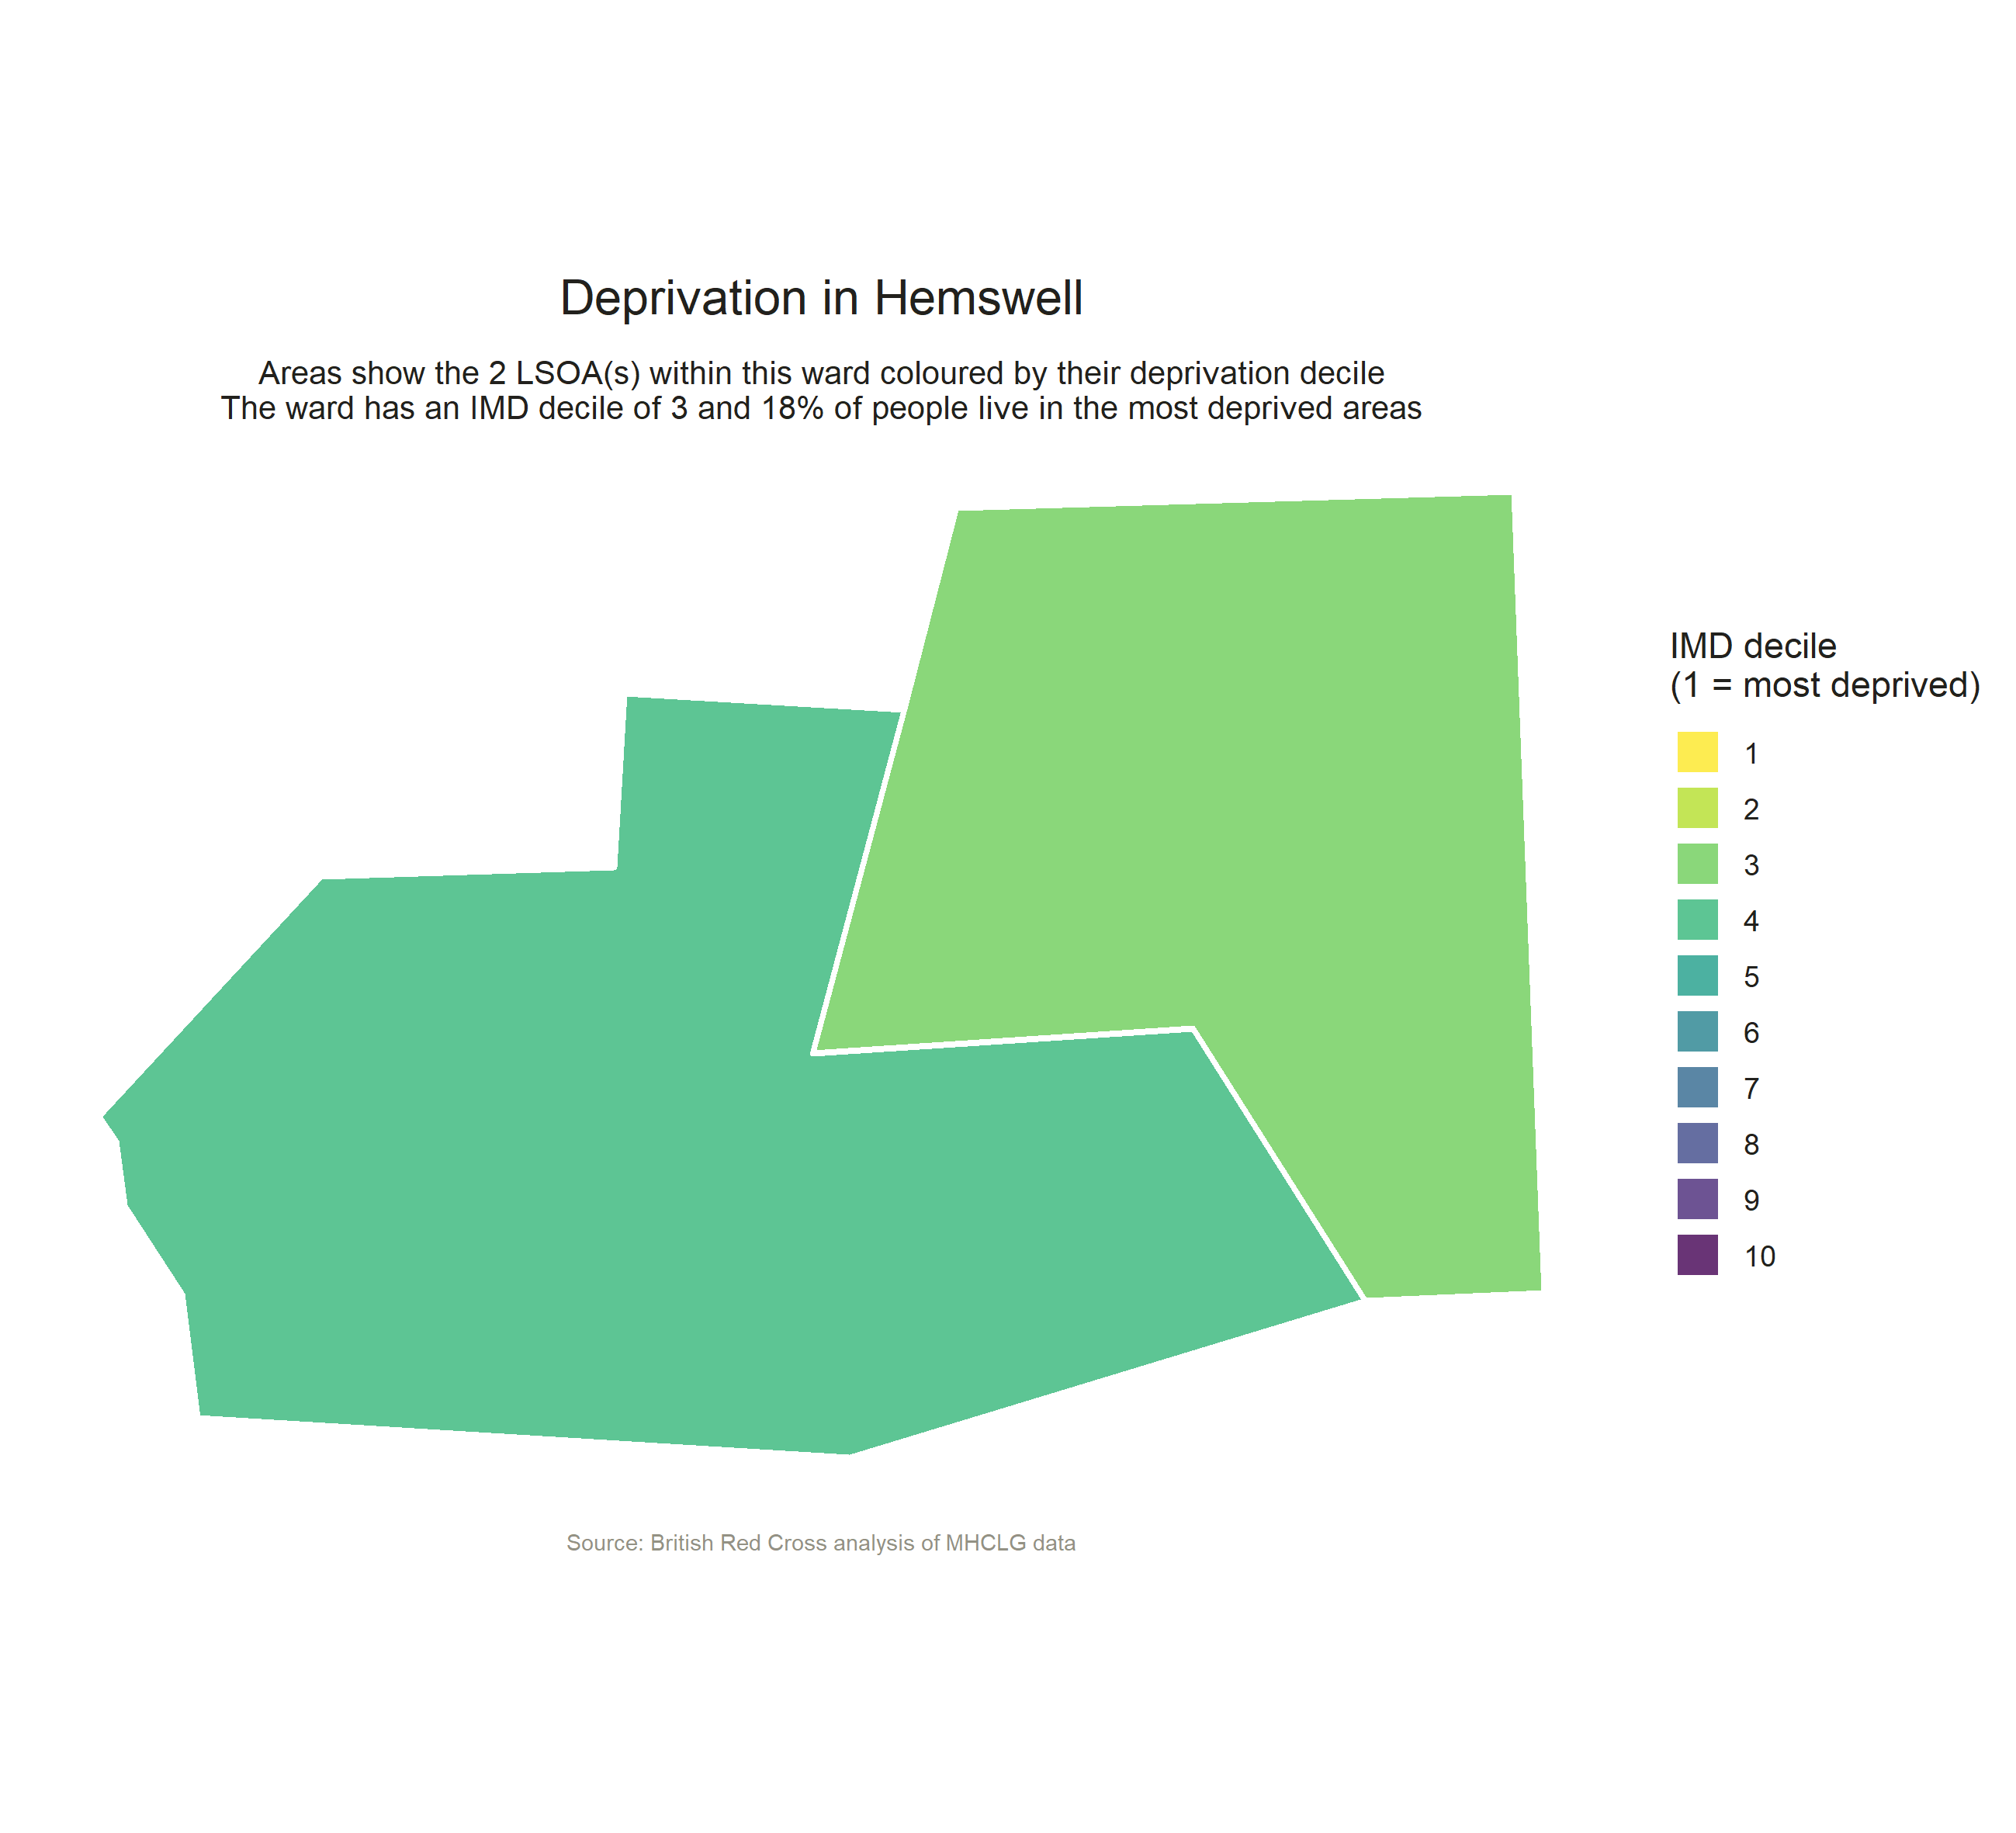 Deprivation in Hemswell
Areas show the 2 LSOA(s) within this ward coloured by their deprivation decile
The ward has an IMD decile of 3 and 18% of people live in the most deprived areas
IMD decile
(1 = most deprived)
1
2
3
4
5
6
7
8
9
10
Source: British Red Cross analysis of MHCLG data